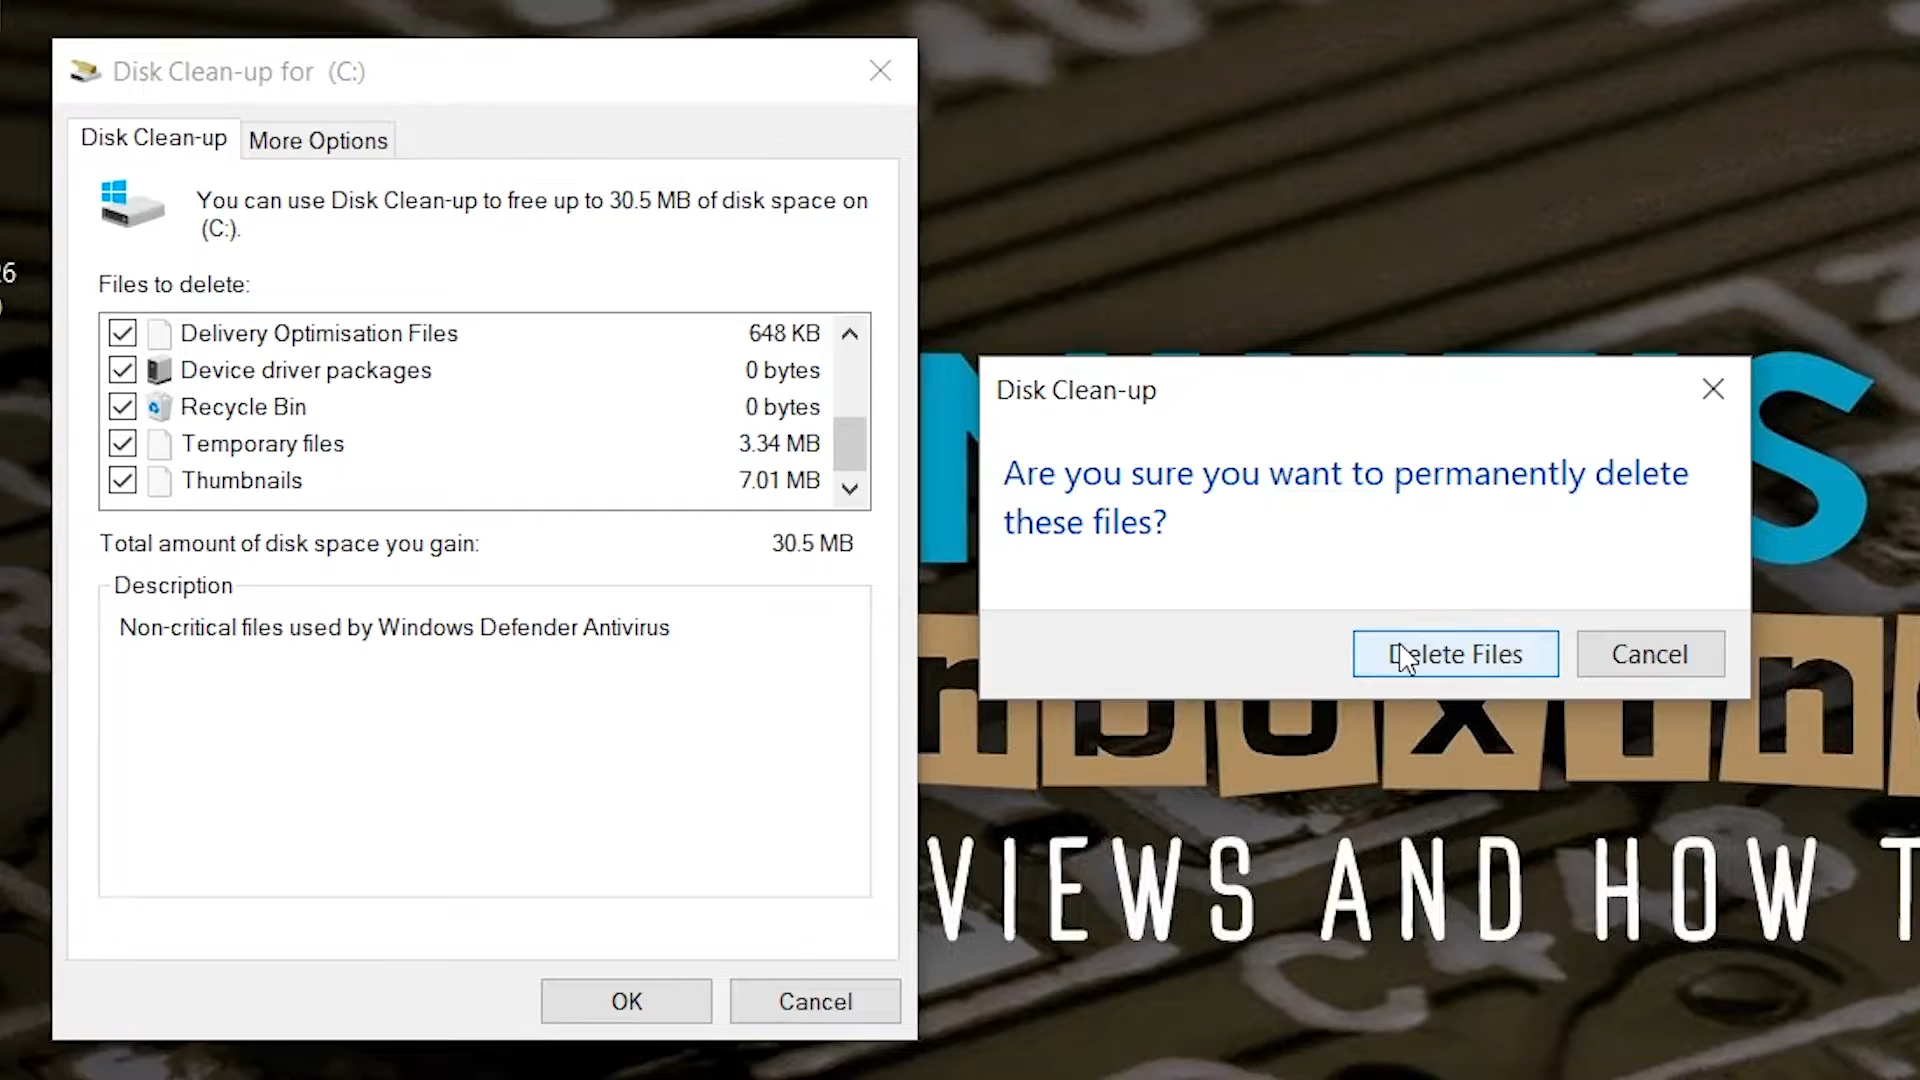 Disk Clean-up for (C:)
Disk Clean-up
More Options
You can use Disk Clean-up to free up to 30.5 MB of disk space on
(C:).
Files to delete:
Delivery Optimisation Files 648 KB
Device driver packages 0 bytes
Recycle Bin 0 bytes
Temporary files 3.34 MB
Thumbnails 7.01 MB
Total amount of disk space you gain: 30.5 MB
Description
Non-critical files used by Windows Defender Antivirus
OK
Cancel
Disk Clean-up
Are you sure you want to permanently delete
these files?
Delete Files
Cancel
VIEWS AND HOW T